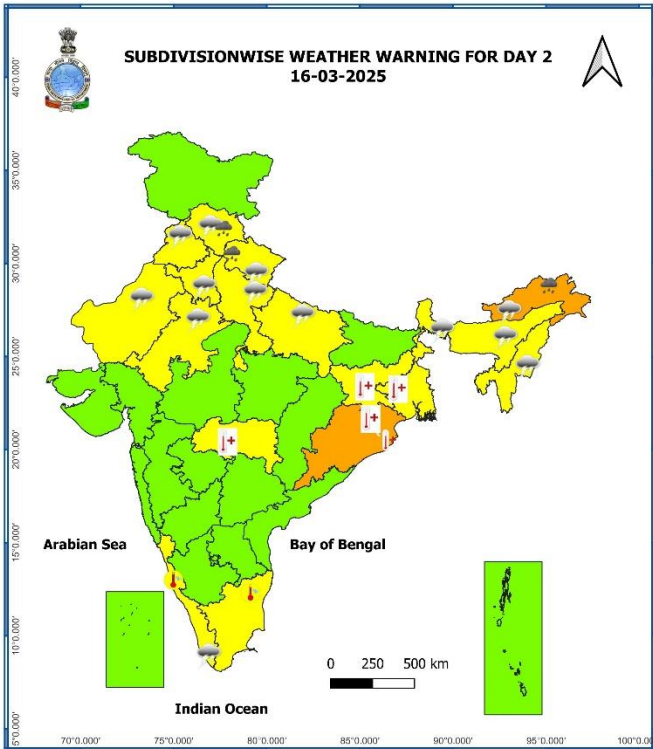 SUBDIVISIONWISE WEATHER WARNING FOR DAY 2
16-03-2025
40°0.000'
35°0.000'
30°0.000'
25°0.000'
20°0.000'
15°0.000'
10°0.000'
5°0.000'
Arabian Sea
Bay of Bengal
0 250 500 km
Indian Ocean
70°0.000' 75°0.000' 80°0.000' 85°0.000' 90°0.000' 95°0.000' 100°0.0